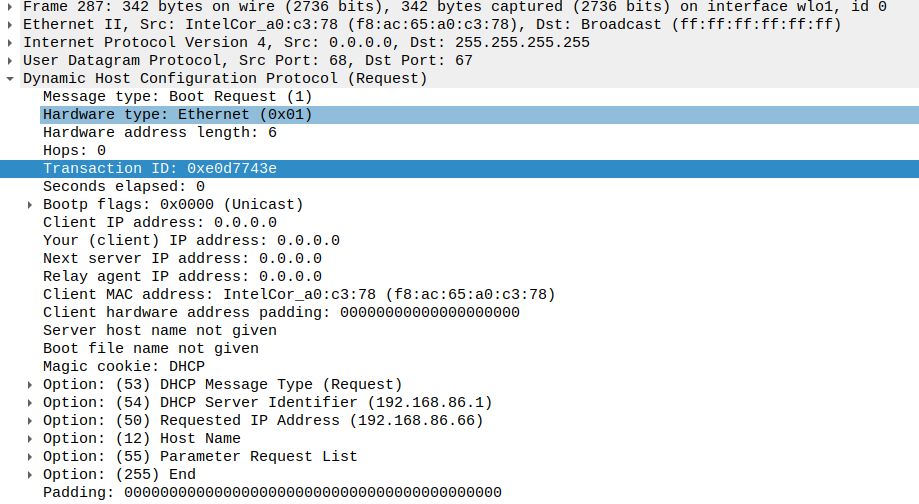 Frame 287: 342 bytes on wire (2736 bits), 342 bytes captured (2736 bits) on interface wlo1, id 0
Ethernet II, Src: IntelCor_a0:c3:78 (f8:ac:65:a0:c3:78), Dst: Broadcast (ff:ff:ff:ff:ff:ff)
Internet Protocol Version 4, Src: 0.0.0.0, Dst: 255.255.255.255
User Datagram Protocol, Src Port: 68, Dst Port: 67
Dynamic Host Configuration Protocol (Request)
Message type: Boot Request (1)
Hardware type: Ethernet (0x01)
Hardware address length: 6
Hops: 0
Transaction ID: 0xe0d7743e
Seconds elapsed: 0
Bootp flags: 0x0000 (Unicast)
Client IP address: 0.0.0.0
Your (client) IP address: 0.0.0.0
Next server IP address: 0.0.0.0
Relay agent IP address: 0.0.0.0
Client MAC address: IntelCor_a0:c3:78 (f8:ac:65:a0:c3:78)
Client hardware address padding: 00000000000000000000
Server host name not given
Boot file name not given
Magic cookie: DHCP
Option: (53) DHCP Message Type (Request)
Option: (54) DHCP Server Identifier (192.168.86.1)
Option: (50) Requested IP Address (192.168.86.66)
Option: (12) Host Name
Option: (55) Parameter Request List
Option: (255) End
Padding: 000000000000000000000000000000000000000000